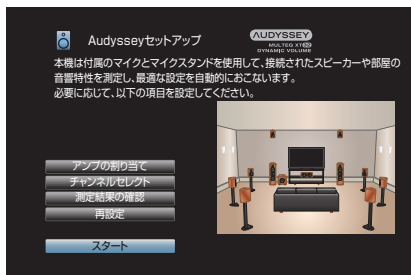 Audysseyセットアップ
AUDYSSEY
MULTEQ XT32
DYNAMIC VOLUME
本機は付属のマイクとマイクスタンドを使用して、接続されたスピーカーや部屋の
音響特性を測定し、最適な設定を自動的におこないます。
必要に応じて、以下の項目を設定してください。
アンプの割り当て
チャンネルセレクト
測定結果の確認
再設定
スタート